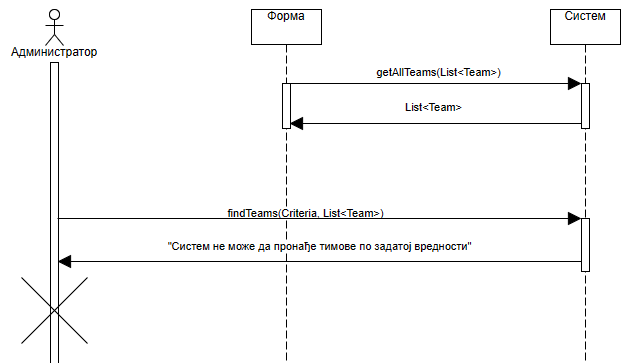 Форма
Систем
Администратор
getAllTeams(List<Team>)
List<Team>
findTeams(Criteria, List<Team>)
"Систем не може да пронађе тимове по задатој вредности"